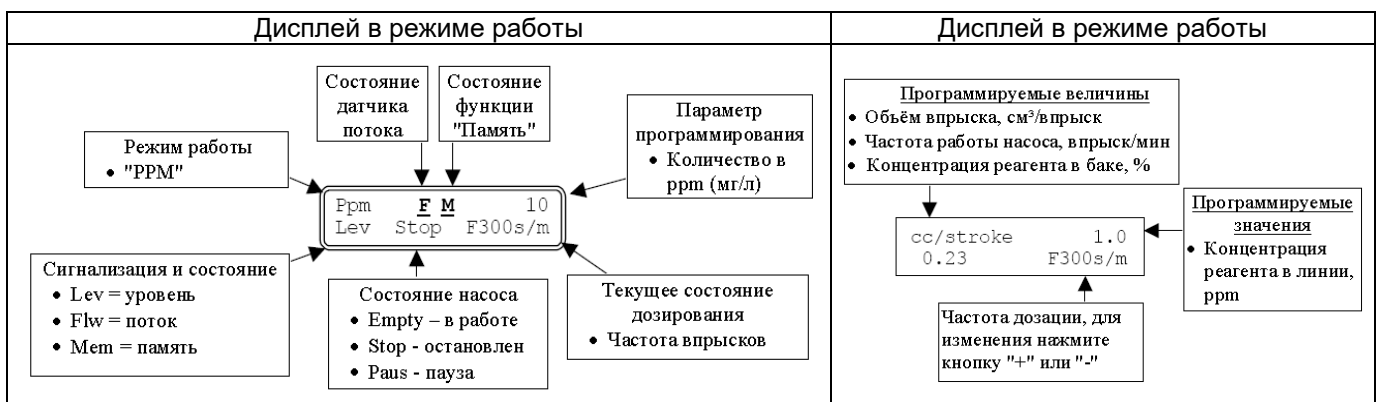 Дисплей в режиме работы
Дисплей в режиме работы
Состояние
датчика
потока
Состояние
функции
"Память"
Параметр
программирования
• Количество в
ppm (мг/л)
Режим работы
• "PPM"
Ppm F M 10
Lev Stop F300s/m
Сигнализация и состояние
• Lev = уровень
• Flw = поток
• Mem = память
Состояние насоса
• Empty – в работе
• Stop - остановлен
• Paus - пауза
Текущее состояние
дозирования
• Частота впрысков
Программируемые величины
• Обьём впрыска, см³/впрыск
• Частота работы насоса, впрыск/мин
• Концентрация реагента в баке, %
cc/stroke 1.0
0.23 F300s/m
Программируемые
значения
• Концентрация
реагента в линии,
ppm
Частота дозации, для
изменения нажмите
кнопку "+" или "-"